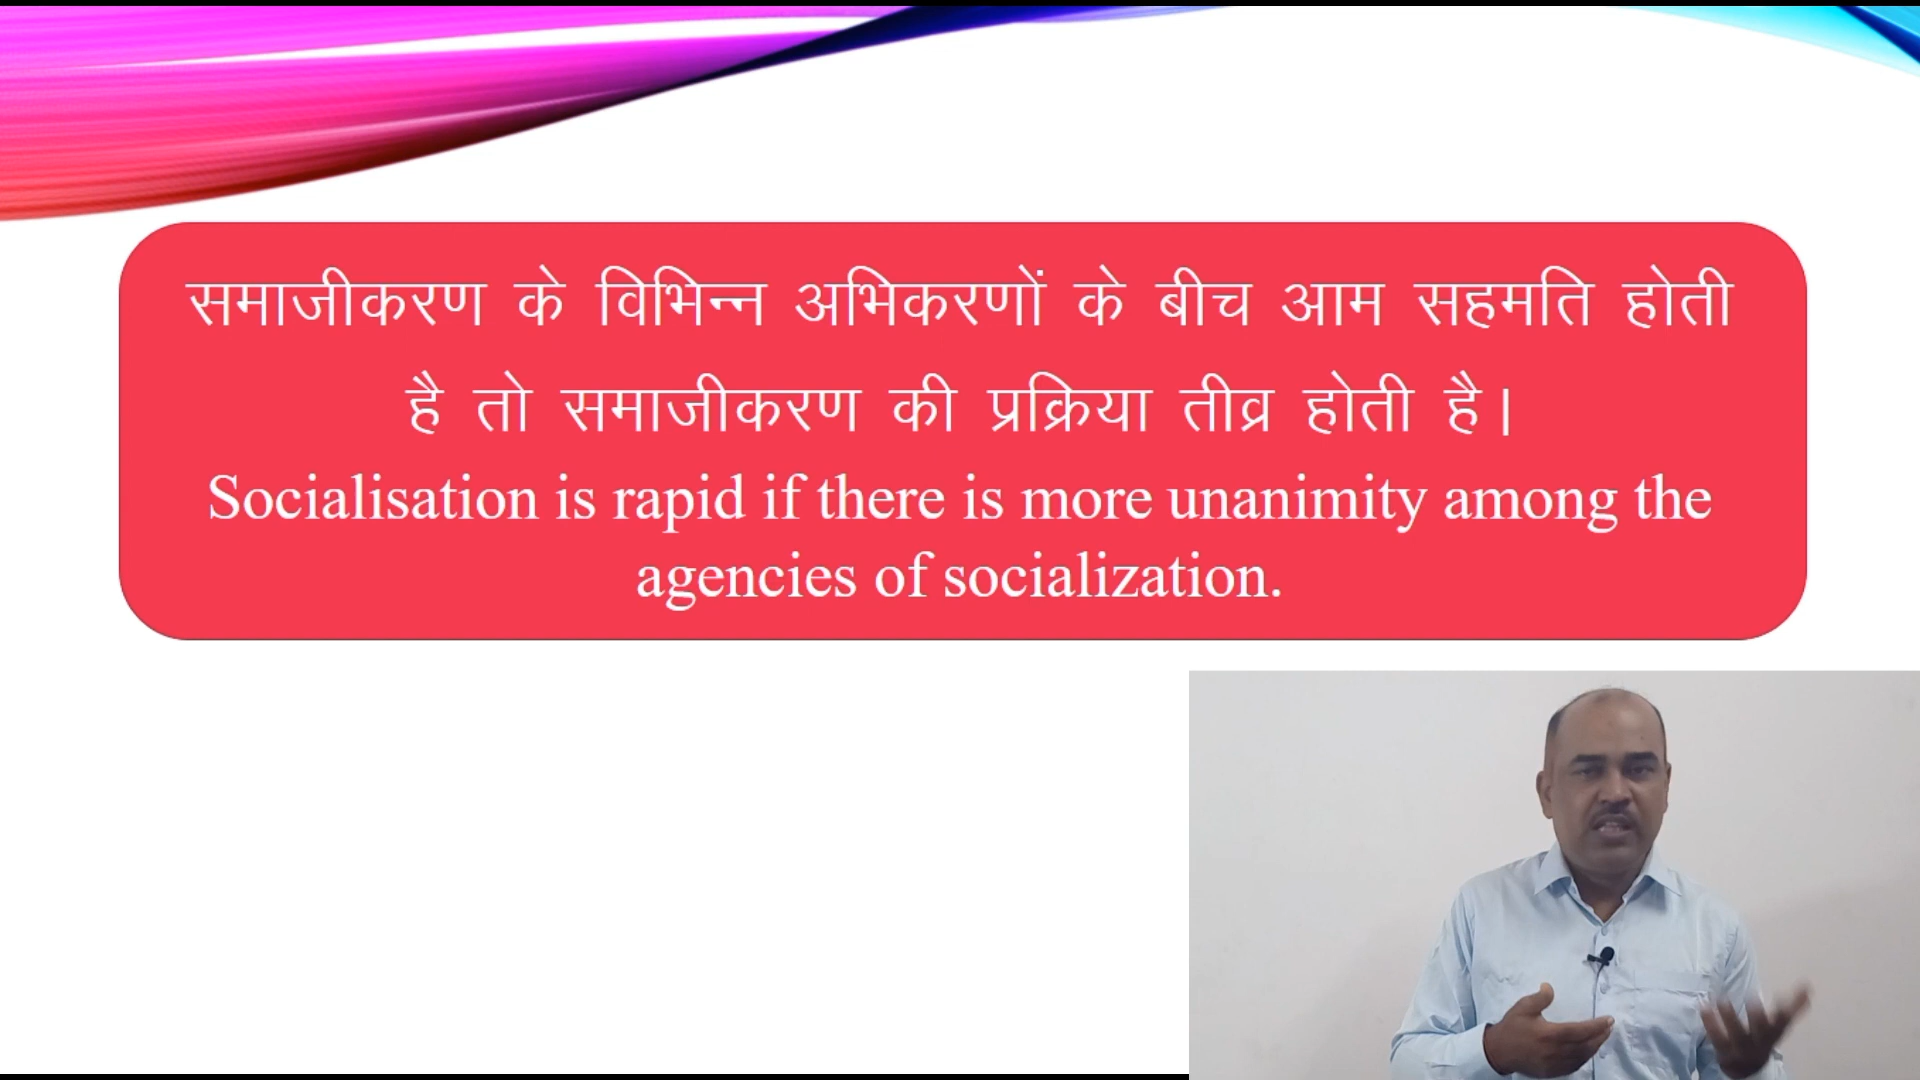 समाजीकरण के विभिन्न अभिकरणों के बीच आम सहमति होती
है तो समाजीकरण की प्रक्रिया तीव्र होती है।
Socialisation is rapid if there is more unanimity among the
agencies of socialization.